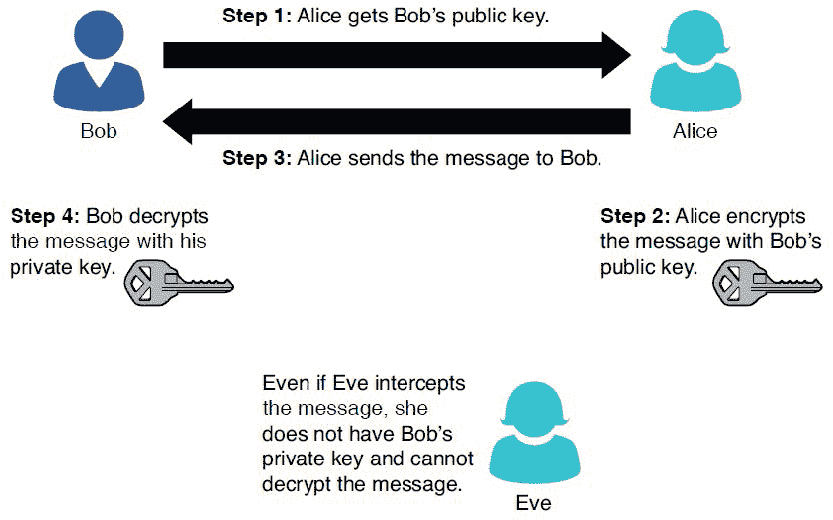 Step 1: Alice gets Bob's public key.
Bob
Alice
Step 3: Alice sends the message to Bob.
Step 4: Bob decrypts
the message with his
private key.
Step 2: Alice encrypts
the message with Bob's
public key.
Even if Eve intercepts
the message, she
does not have Bob's
private key and cannot
decrypt the message.
Eve